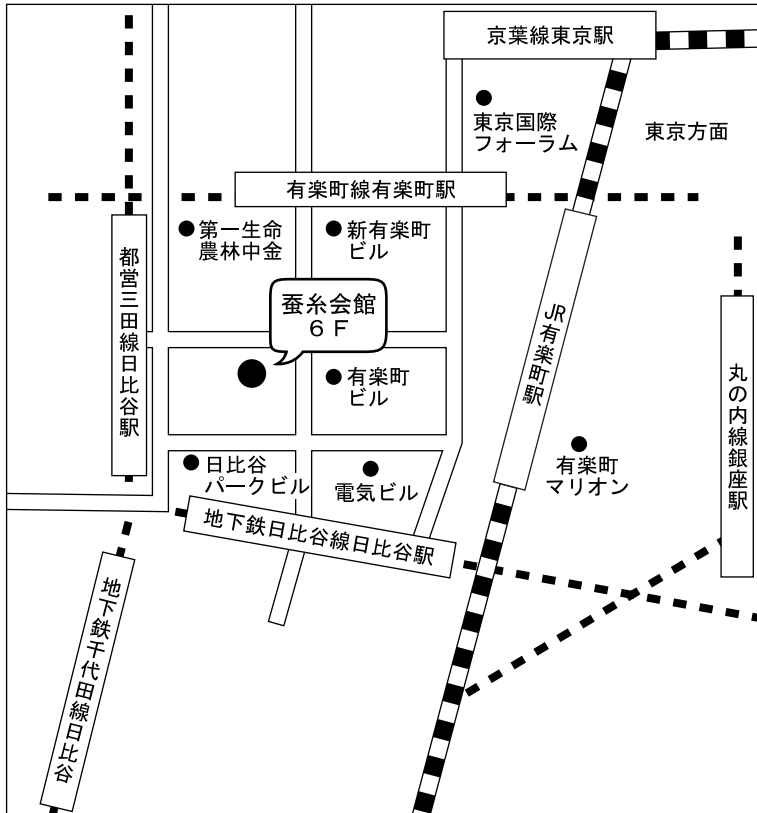 京葉線東京駅
東京国際
フォーラム
東京方面
有楽町線有楽町駅
第一生命
農林中金
新有楽町
ビル
都営三田線日比谷駅
蚕糸会館
6F
JR
有楽町駅
丸の内線銀座駅
有楽町
ビル
日比谷
パークビル
電気ビル
有楽町
マリオン
地下鉄日比谷線日比谷駅
地下鉄千代田線日比谷